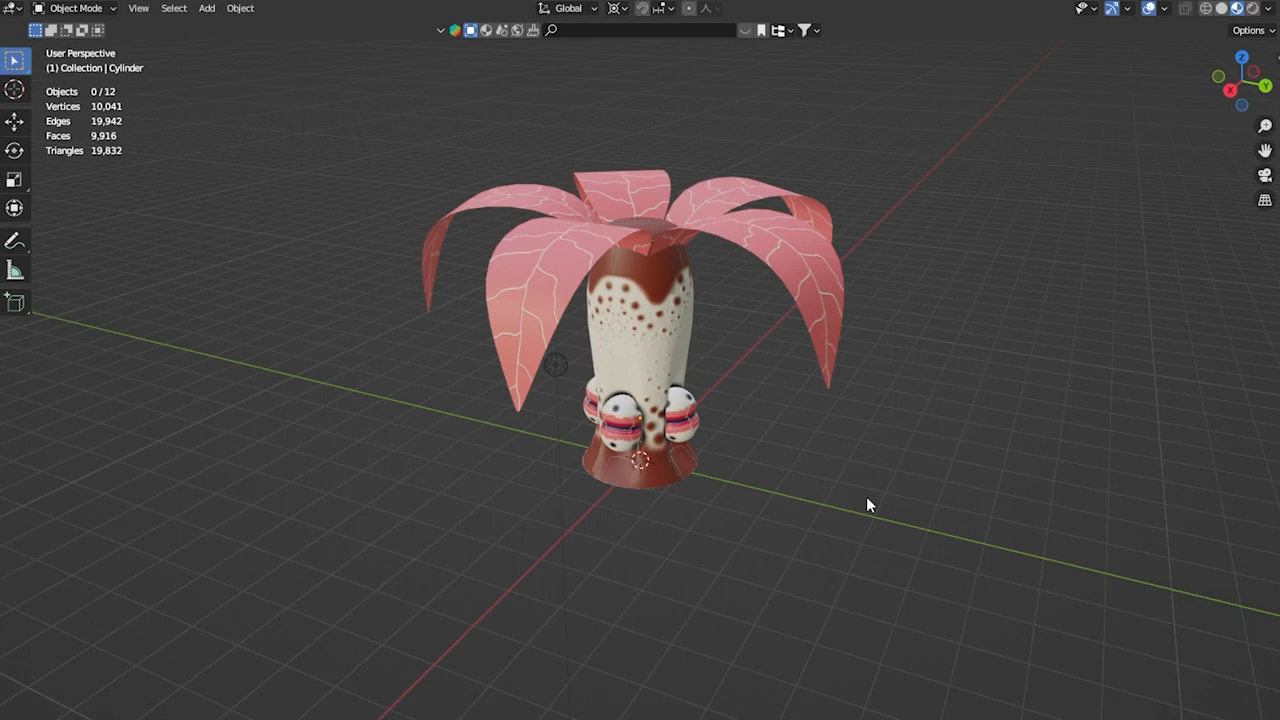 Object Mode View Select Add Object Global
Options
User Perspective
(1) Collection | Cylinder
Objects 0 / 12
Vertices 10,041
Edges 19,942
Faces 9,916
Triangles 19,832
Z
Y
X